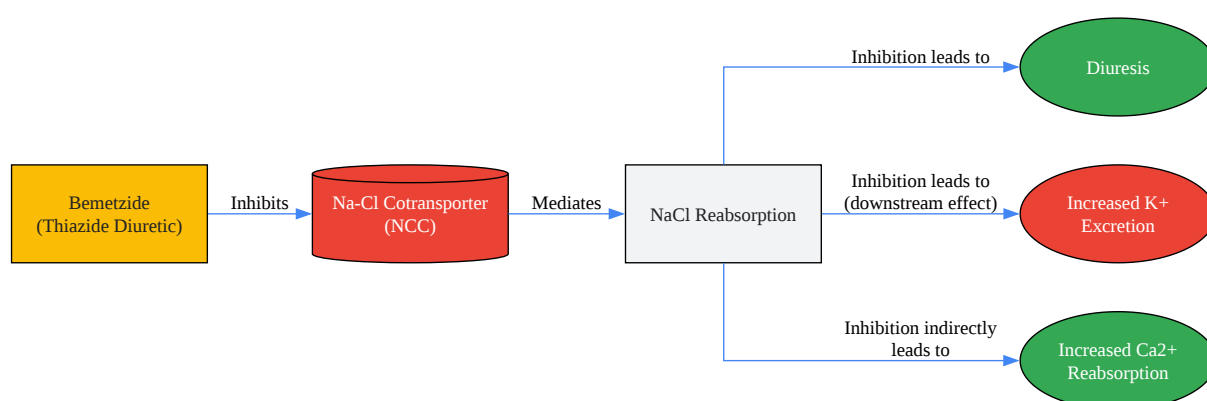 Inhibition leads to
Diuresis
Bemetzide
(Thiazide Diuretic)
Inhibits
Na-Cl Cotransporter
(NCC)
Mediates
NaCl Reabsorption
Inhibition leads to
(downstream effect)
Increased K+
Excretion
Inhibition indirectly
leads to
Increased Ca2+
Reabsorption